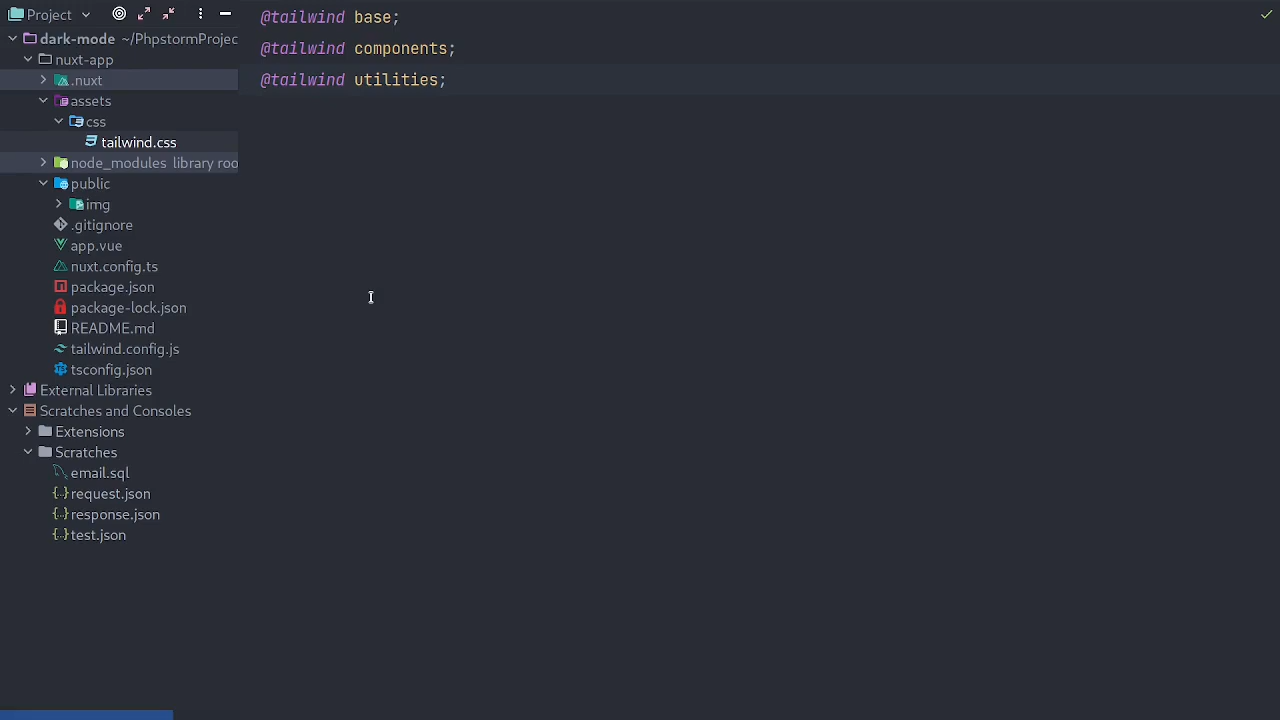 Project
dark-mode ~/PhpstormProjec
nuxt-app
.nuxt
assets
css
tailwind.css
node_modules library roo
public
img
.gitignore
app.vue
nuxt.config.ts
package.json
package-lock.json
README.md
tailwind.config.js
tsconfig.json
External Libraries
Scratches and Consoles
Extensions
Scratches
email.sql
request.json
response.json
test.json
@tailwind base;
@tailwind components;
@tailwind utilities;